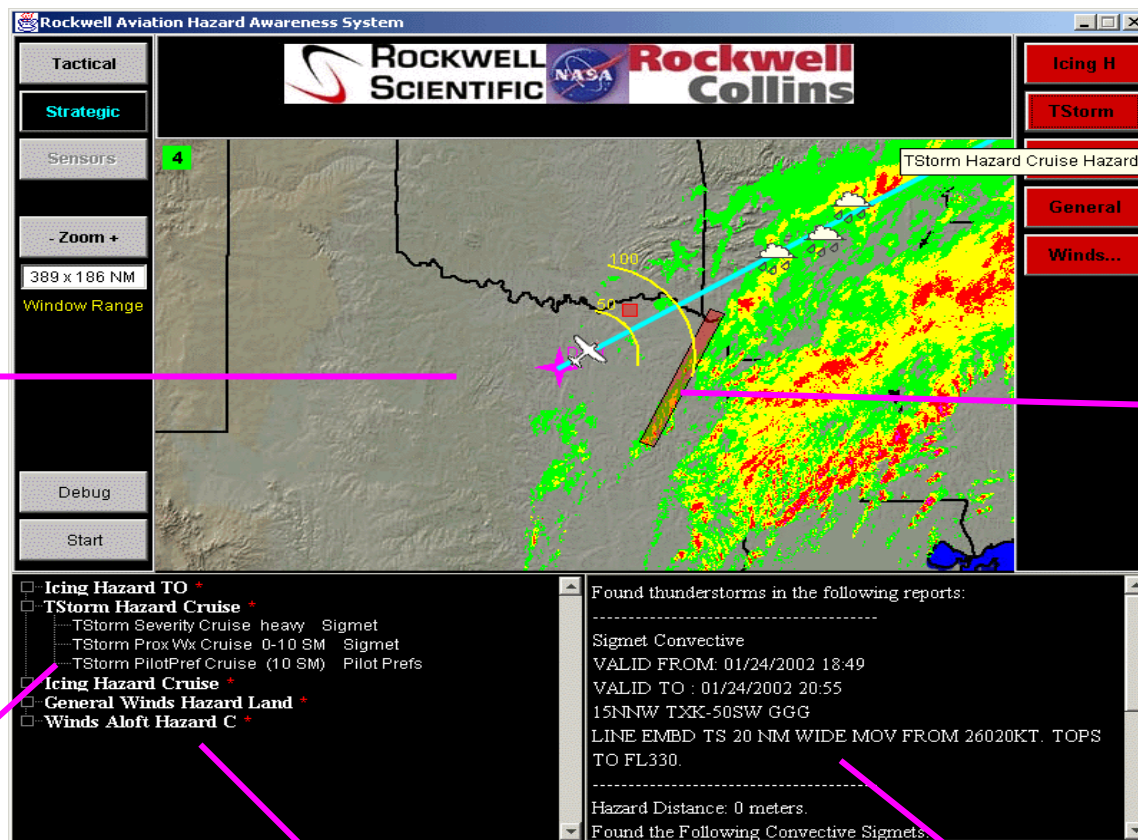 Rockwell Aviation Hazard Awareness System
Tactical
Strategic
Sensors
- Zoom +
389 x 186 NM
Window Range
Debug
Start
ROCKWELL
SCIENTIFIC
NASA
Rockwell
Collins
4
100
50
Icing H
TStorm
TStorm Hazard Cruise Hazard
General
Winds...
Icing Hazard TO *
TStorm Hazard Cruise *
TStorm Severity Cruise heavy Sigmet
TStorm Prox Wx Cruise 0-10 SM Sigmet
TStorm PilotPref Cruise (10 SM) Pilot Prefs
Icing Hazard Cruise *
General Winds Hazard Land *
Winds Aloft Hazard C *
Found thunderstorms in the following reports:
----------------------------------------
Sigmet Convective
VALID FROM: 01/24/2002 18:49
VALID TO : 01/24/2002 20:55
15NNW TXK-50SW GGG
LINE EMBD TS 20 NM WIDE MOV FROM 26020KT. TOPS
TO FL330.
----------------------------------------
Hazard Distance: 0 meters.
Found the Following Convective Sigmets: